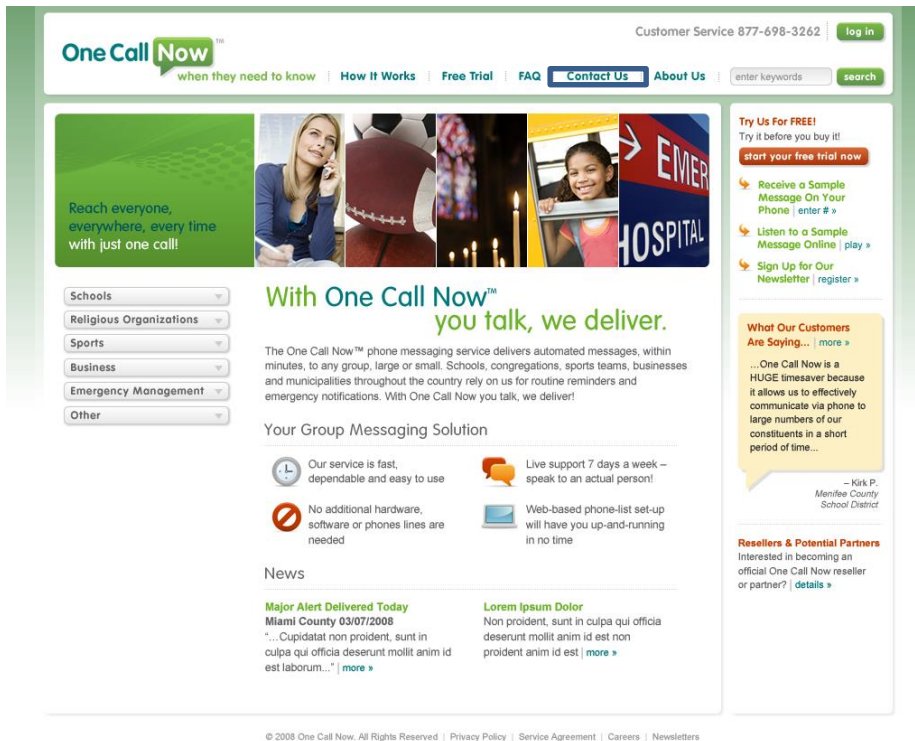 Customer Service 877-698-3262
log in
One Call Now™
when they need to know
How It Works
Free Trial
FAQ
Contact Us
About Us
enter keywords
search
Reach everyone,
everywhere, every time
with just one call!
EMER
HOSPITAL
Schools
Religious Organizations
Sports
Business
Emergency Management
Other
With One Call Now™
you talk, we deliver.
The One Call Now™ phone messaging service delivers automated messages, within
minutes, to any group, large or small. Schools, congregations, sports teams, businesses
and municipalities throughout the country rely on us for routine reminders and
emergency notifications. With One Call Now you talk, we deliver!
Your Group Messaging Solution
Our service is fast,
dependable and easy to use
Live support 7 days a week –
speak to an actual person!
No additional hardware,
software or phones lines are
needed
Web-based phone-list set-up
will have you up-and-running
in no time
News
Major Alert Delivered Today
Miami County 03/07/2008
“…Cupidatat non proident, sunt in
culpa qui officia deserunt mollit anim id
est laborum...” | more »
Lorem Ipsum Dolor
Non proident, sunt in culpa qui officia
deserunt mollit anim id est non
proident anim id est | more »
Try Us For FREE!
Try it before you buy it!
start your free trial now
Receive a Sample
Message On Your
Phone | enter # »
Listen to a Sample
Message Online | play »
Sign Up for Our
Newsletter | register »
What Our Customers
Are Saying... | more »
…One Call Now is a
HUGE timesaver because
it allows us to effectively
communicate via phone to
large numbers of our
constituents in a short
period of time...
– Kirk P.
Menifee County
School District
Resellers & Potential Partners
Interested in becoming an
official One Call Now reseller
or partner? | details »
© 2008 One Call Now. All Rights Reserved | Privacy Policy | Service Agreement | Careers | Newsletters